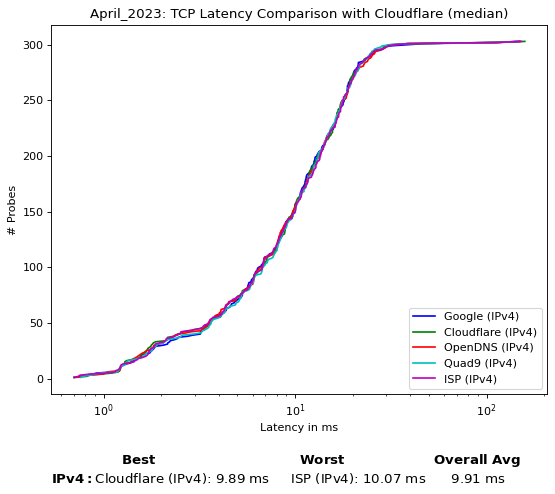 April_2023: TCP Latency Comparison with Cloudflare (median)
# Probes
300
250
200
150
100
50
0
Google (IPv4)
Cloudflare (IPv4)
OpenDNS (IPv4)
Quad9 (IPv4)
ISP (IPv4)
10⁰ 10¹ 10²
Latency in ms
Best Worst Overall Avg
IPv4: Cloudflare (IPv4): 9.89 ms ISP (IPv4): 10.07 ms 9.91 ms